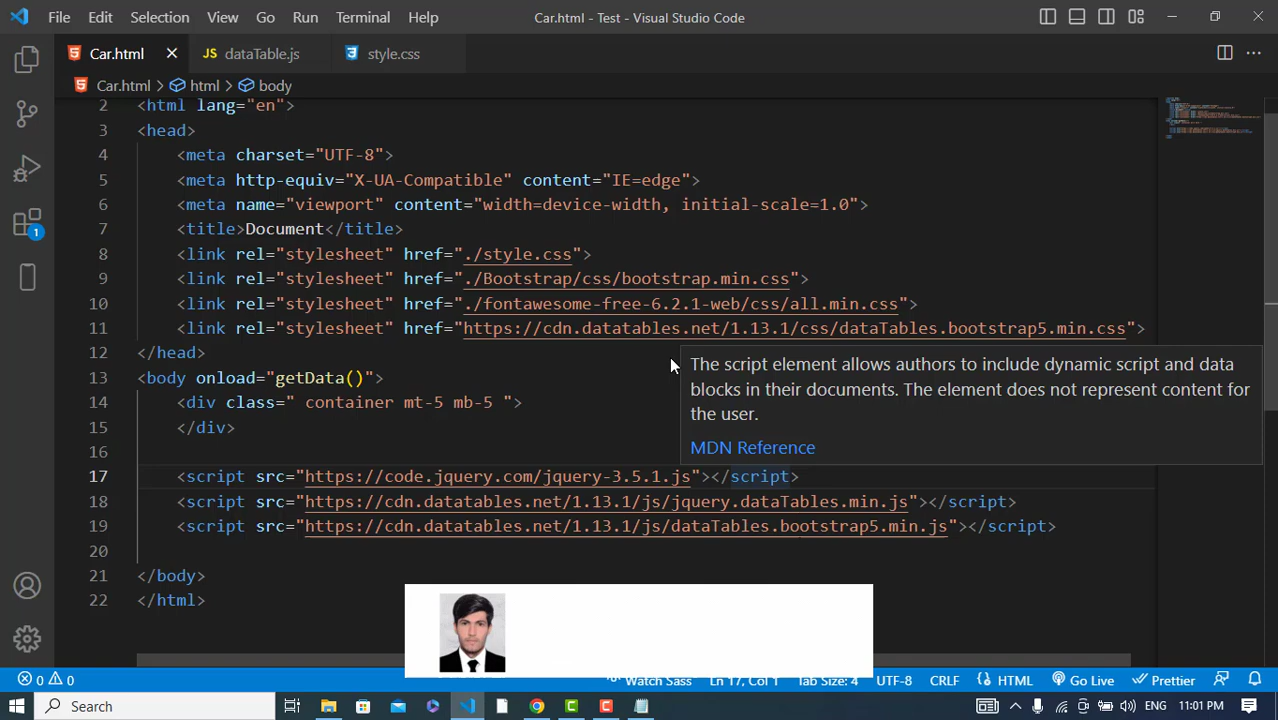 File Edit Selection View Go Run Terminal Help Car.html - Test - Visual Studio Code
Car.html JS dataTable.js style.css
Car.html > html > body
2 <html lang="en">
3 <head>
4 <meta charset="UTF-8">
5 <meta http-equiv="X-UA-Compatible" content="IE=edge">
6 <meta name="viewport" content="width=device-width, initial-scale=1.0">
7 <title>Document</title>
8 <link rel="stylesheet" href="./style.css">
9 <link rel="stylesheet" href="./Bootstrap/css/bootstrap.min.css">
10 <link rel="stylesheet" href="./fontawesome-free-6.2.1-web/css/all.min.css">
11 <link rel="stylesheet" href="https://cdn.datatables.net/1.13.1/css/dataTables.bootstrap5.min.css">
12 </head>
13 <body onload="getData()">
14 <div class=" container mt-5 mb-5 ">
15 </div>
16
17 <script src="https://code.jquery.com/jquery-3.5.1.js"></script>
18 <script src="https://cdn.datatables.net/1.13.1/js/jquery.dataTables.min.js"></script>
19 <script src="https://cdn.datatables.net/1.13.1/js/dataTables.bootstrap5.min.js"></script>
20
21 </body>
22 </html>
The script element allows authors to include dynamic script and data
blocks in their documents. The element does not represent content for
the user.
MDN Reference
1
0 0 Watch Sass Ln 17, Col 1 Tab Size: 4 UTF-8 CRLF HTML Go Live Prettier
Search ENG 11:01 PM